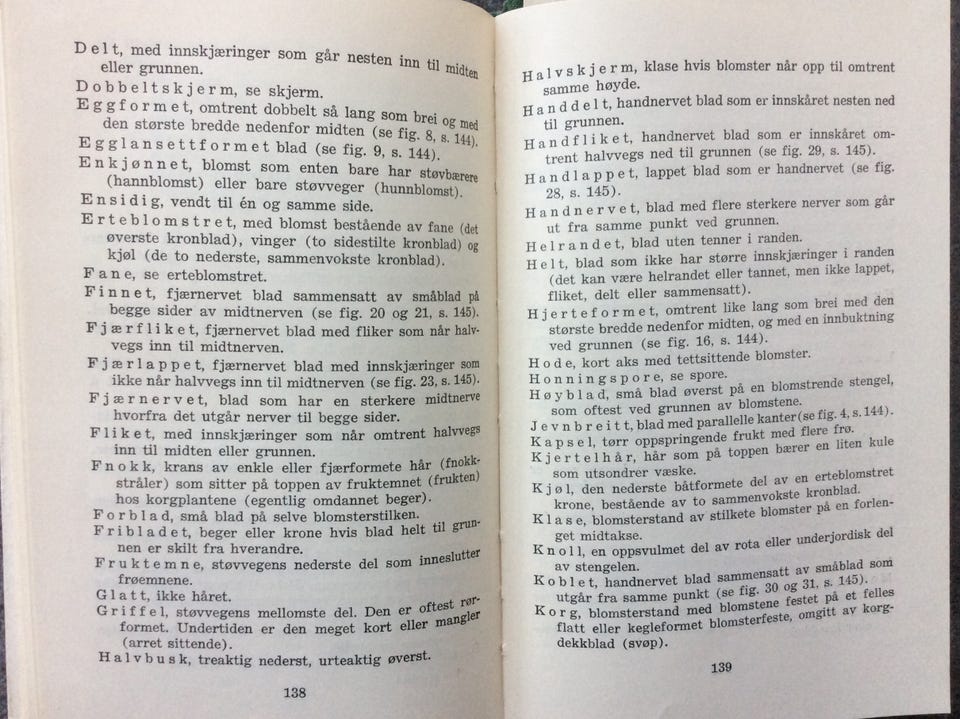 Delt, med innskjæringer som går nesten inn til midten
eller grunnen.
Dobbeltskjerm, se skjerm.
Eggformet, omtrent dobbelt så lang som brei og med
den største bredde nedenfor midten (se fig. 8, s. 144).
Egglansettformet blad (se fig. 9, s. 144).
Enkjønnet, blomst som enten bare har støvbærere
(hannblomst) eller bare støvveger (hunnblomst).
Ensidig, vendt til én og samme side.
Erteblomstret, med blomst bestående av fane (det
øverste kronblad), vinger (to sidestilte kronblad) og
kjøl (de to nederste, sammenvokste kronblad).
Fane, se erteblomstret.
Finnet, fjærnervet blad sammensatt av småblad på
begge sider av midtnerven (se fig. 20 og 21, s. 145).
Fjærfliket, fjærnervet blad med fliker som når halv-
vegs inn til midtnerven.
Fjærlappet, fjærnervet blad med innskjæringer som
ikke når halvvegs inn til midtnerven (se fig. 23, s. 145).
Fjærnervet, blad som har en sterkere midtnerve
hvorfra det utgår nerver til begge sider.
Fliket, med innskjæringer som når omtrent halvvegs
inn til midten eller grunnen.
Fnokk, krans av enkle eller fjærformete hår (fnokk-
stråler) som sitter på toppen av fruktemnet (frukten)
hos korgplantene (egentlig omdannet beger).
Forblad, små blad på selve blomsterstilken.
Fribladet, beger eller krone hvis blad helt til grun-
nen er skilt fra hverandre.
Fruktemne, støvvegens nederste del som inneslutter
frøemnene.
Glatt, ikke håret.
Griffel, støvvegens mellomste del. Den er oftest rør-
formet. Undertiden er den meget kort eller mangler
(arret sittende).
Halvbusk, treaktig nederst, urteaktig øverst.
138
Halvskjerm, klase hvis blomster når opp til omtrent
samme høyde.
Handdelt, handnervet blad som er innskåret nesten ned
til grunnen.
Handfliket, handnervet blad som er innskåret om-
trent halvvegs ned til grunnen (se fig. 29, s. 145).
Handlappet, lappet blad som er handnervet (se fig.
28, s. 145).
Handnervet, blad med flere sterkere nerver som går
ut fra samme punkt ved grunnen.
Helrandet, blad uten tenner i randen.
Helt, blad som ikke har større innskjæringer i randen
(det kan være helrandet eller tannet, men ikke lappet,
fliket, delt eller sammensatt).
Hjerteformet, omtrent like lang som brei med den
største bredde nedenfor midten, og med en innbuktning
ved grunnen (se fig. 16, s. 144).
Hode, kort aks med tettsittende blomster.
Honningspore, se spore.
Høyblad, små blad øverst på en blomstrende stengel,
som oftest ved grunnen av blomstene.
Jevnbreitt, blad med parallelle kanter (se fig. 4, s. 144).
Kapsel, tørr oppspringende frukt med flere frø.
Kjertelhår, hår som på toppen bærer en liten kule
som utsondrer væske.
Kjøl, den nederste båtformete del av en erteblomstret
krone, bestående av to sammenvokste kronblad.
Klase, blomsterstand av stilkete blomster på en forlen-
get midtakse.
Knoll, en oppsvulmet del av rota eller underjordisk del
av stengelen.
Koblet, handnervet blad sammensatt av småblad som
utgår fra samme punkt (se fig. 30 og 31, s. 145).
Korg, blomsterstand med blomstene festet på et felles
flatt eller kegleformet blomsterfeste, omgitt av korg-
dekkblad (svøp).
139